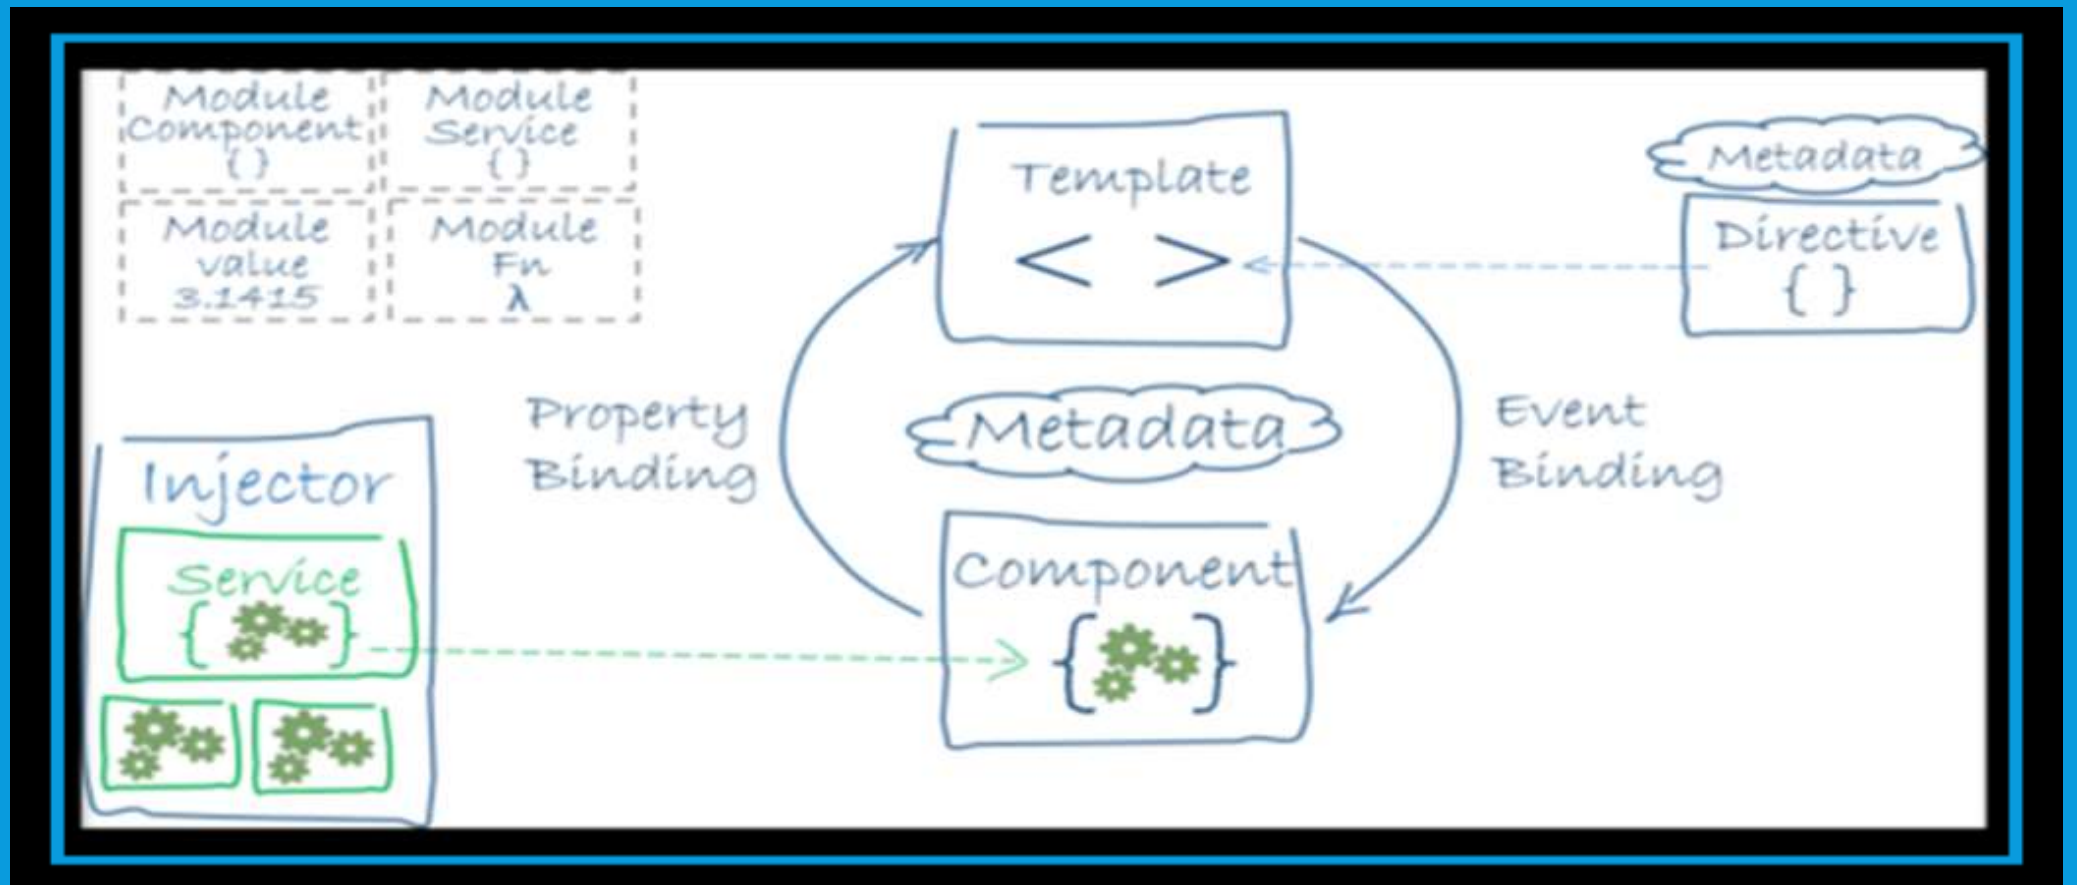 Module
Component
{ }
Module
Service
{ }
Module
value
3.1415
Module
Fn
λ
Template
< >
Metadata
Directive
{ }
Property
Binding
Metadata
Event
Binding
Injector
Service
{ }
Component
{ }